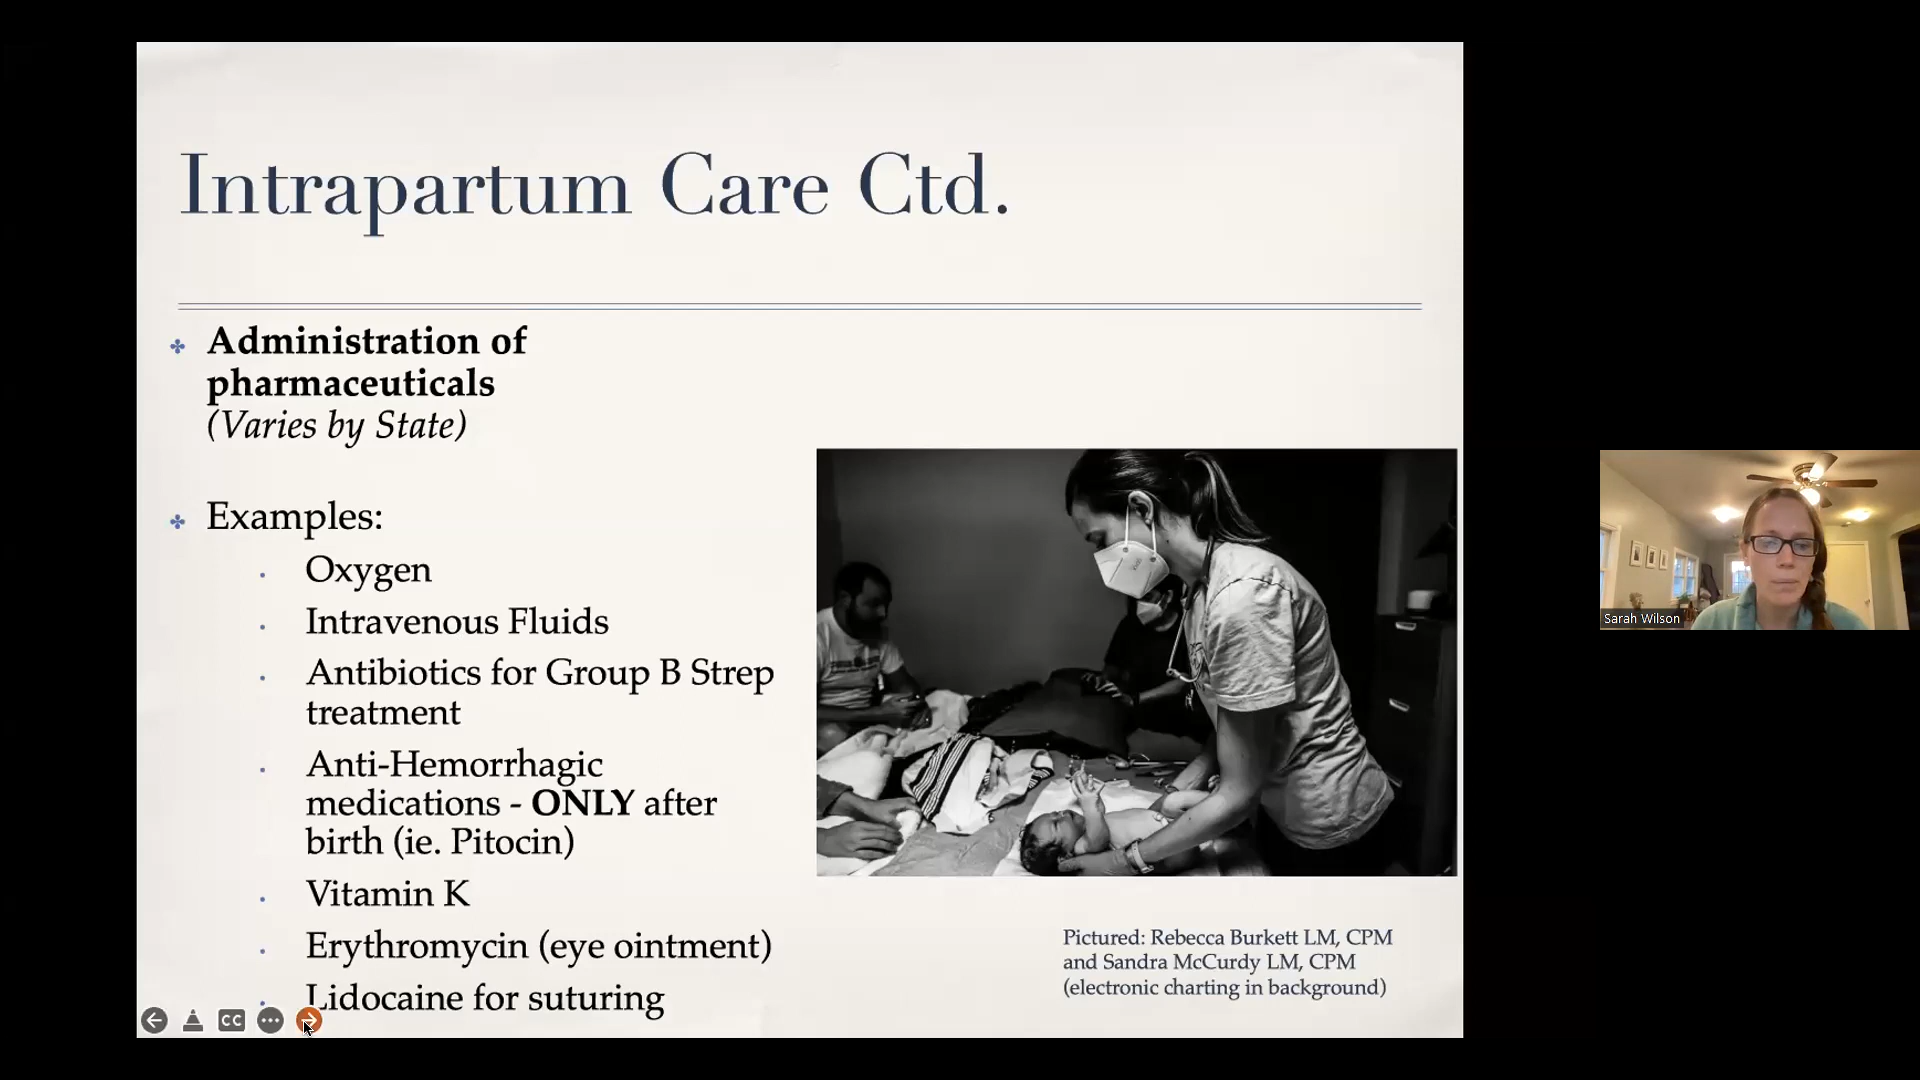 Intrapartum Care Ctd.
Administration of
pharmaceuticals
(Varies by State)
Examples:
Oxygen
Intravenous Fluids
Antibiotics for Group B Strep
treatment
Anti-Hemorrhagic
medications - ONLY after
birth (ie. Pitocin)
Vitamin K
Erythromycin (eye ointment)
Lidocaine for suturing
Pictured: Rebecca Burkett LM, CPM
and Sandra McCurdy LM, CPM
(electronic charting in background)
CC
Sarah Wilson